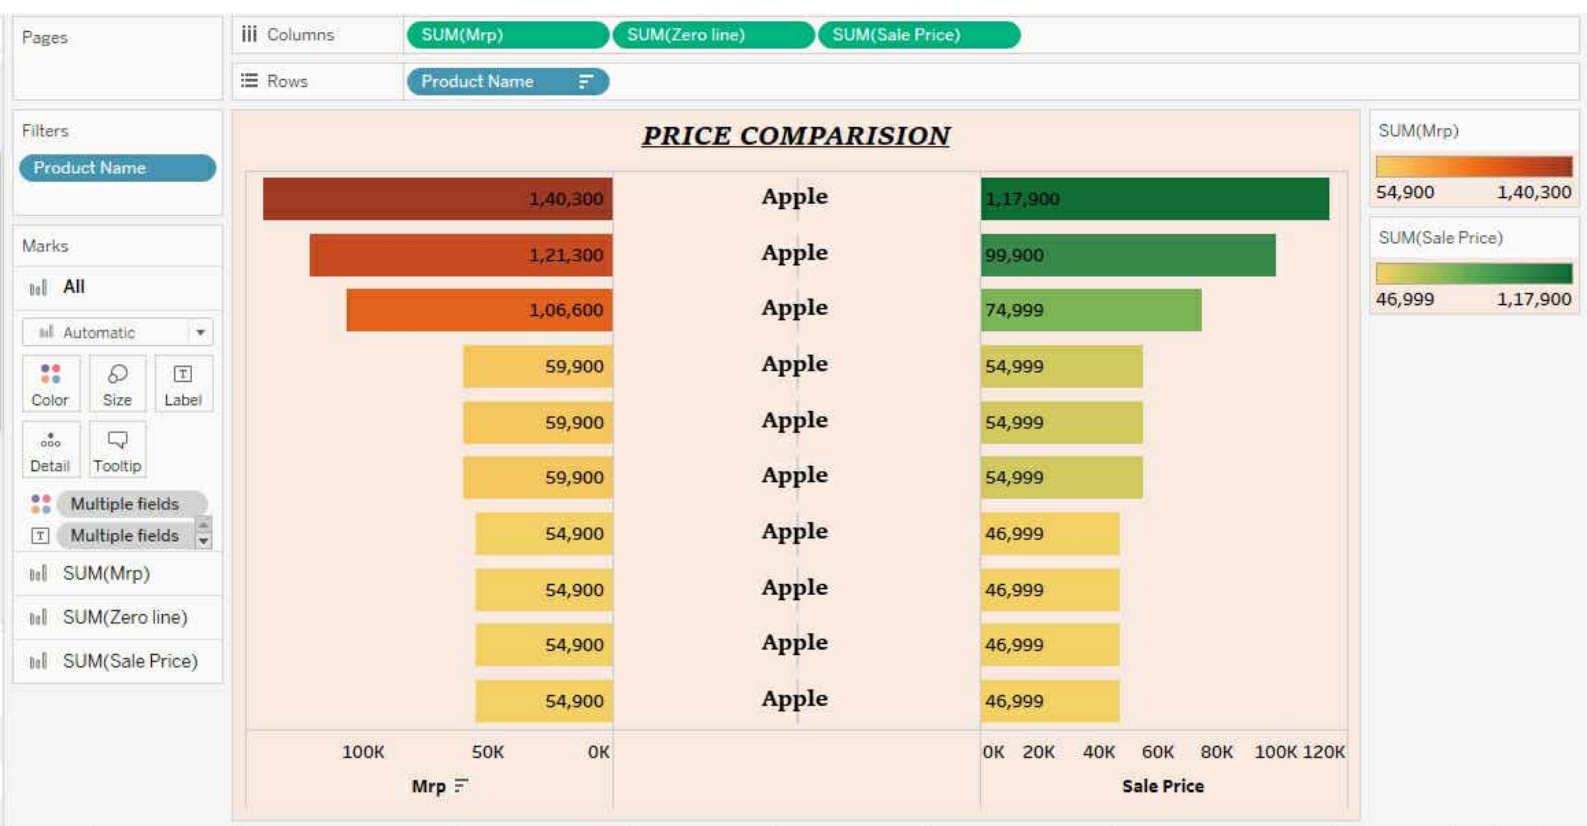 Pages
Columns SUM(Mrp) SUM(Zero line) SUM(Sale Price)
Rows Product Name
Filters
Product Name
Marks
All
Automatic
Color Size T Label
Detail Tooltip
Multiple fields
T Multiple fields
SUM(Mrp)
SUM(Zero line)
SUM(Sale Price)
PRICE COMPARISION
1,40,300 Apple 1,17,900
1,21,300 Apple 99,900
1,06,600 Apple 74,999
59,900 Apple 54,999
59,900 Apple 54,999
59,900 Apple 54,999
54,900 Apple 46,999
54,900 Apple 46,999
54,900 Apple 46,999
54,900 Apple 46,999
100K 50K 0K 0K 20K 40K 60K 80K 100K 120K
Mrp Sale Price
SUM(Mrp)
54,900 1,40,300
SUM(Sale Price)
46,999 1,17,900